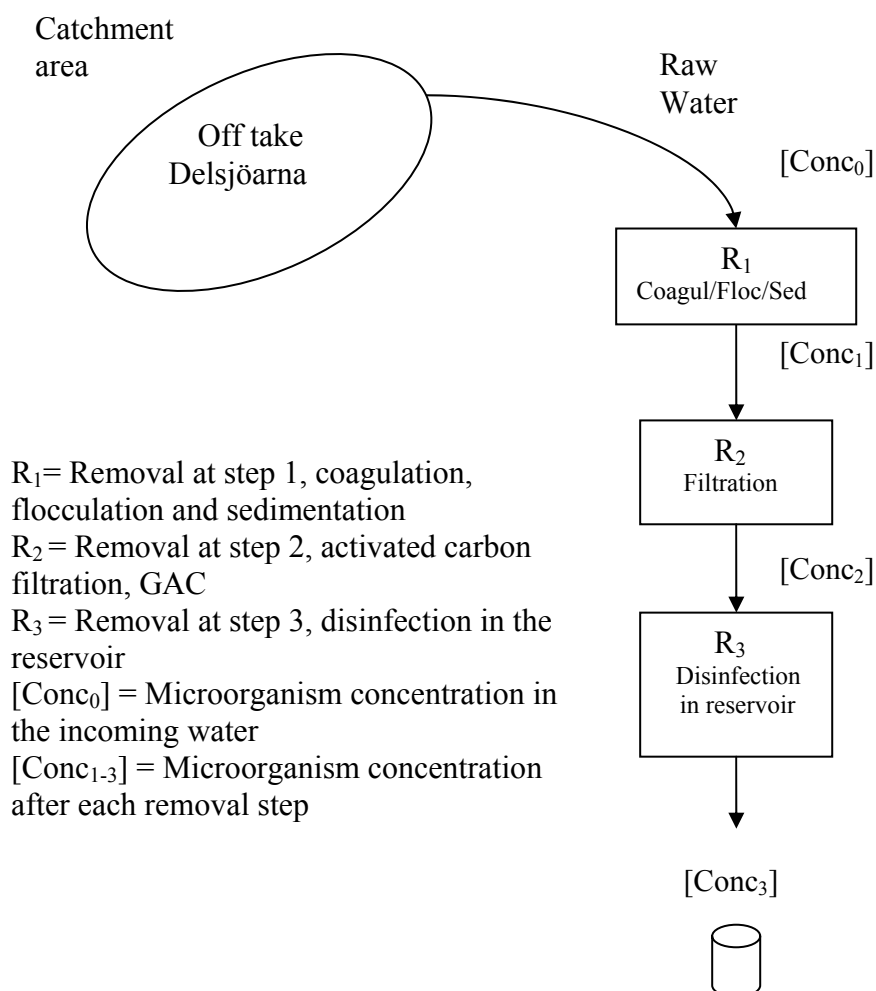 Catchment
area
Off take
Delsjöarna
Raw
Water
[Conc₀]
R₁
Coagul/Floc/Sed
[Conc₁]
R₂
Filtration
[Conc₂]
R₃
Disinfection
in reservoir
[Conc₃]
R₁= Removal at step 1, coagulation,
flocculation and sedimentation
R₂ = Removal at step 2, activated carbon
filtration, GAC
R₃ = Removal at step 3, disinfection in the
reservoir
[Conc₀] = Microorganism concentration in
the incoming water
[Conc₁₋₃] = Microorganism concentration
after each removal step